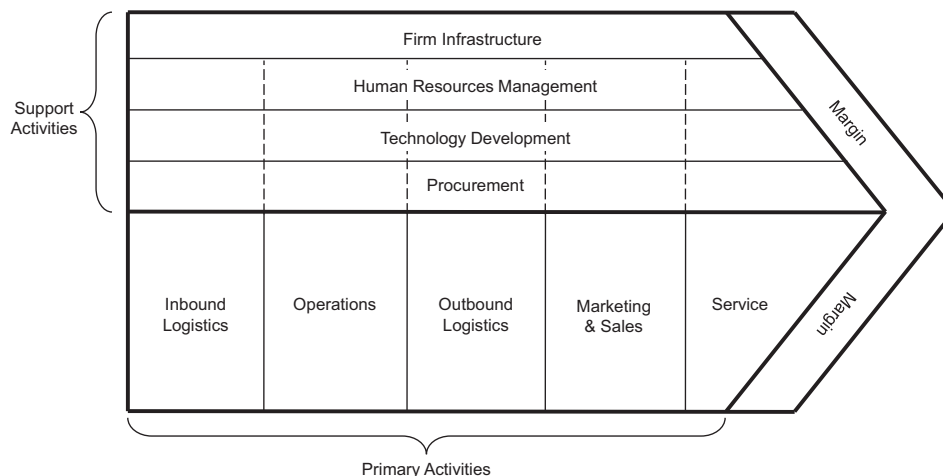 Firm Infrastructure
Human Resources Management
Support
Activities
Technology Development
Procurement
Margin
Inbound
Logistics
Operations
Outbound
Logistics
Marketing
& Sales
Service
Margin
Primary Activities